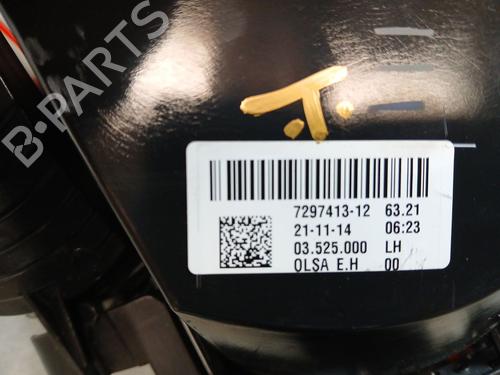 B-PARTS
7297413-12 63.21
21-11-14 06:23
03.525.000 LH
OLSA E.H 00